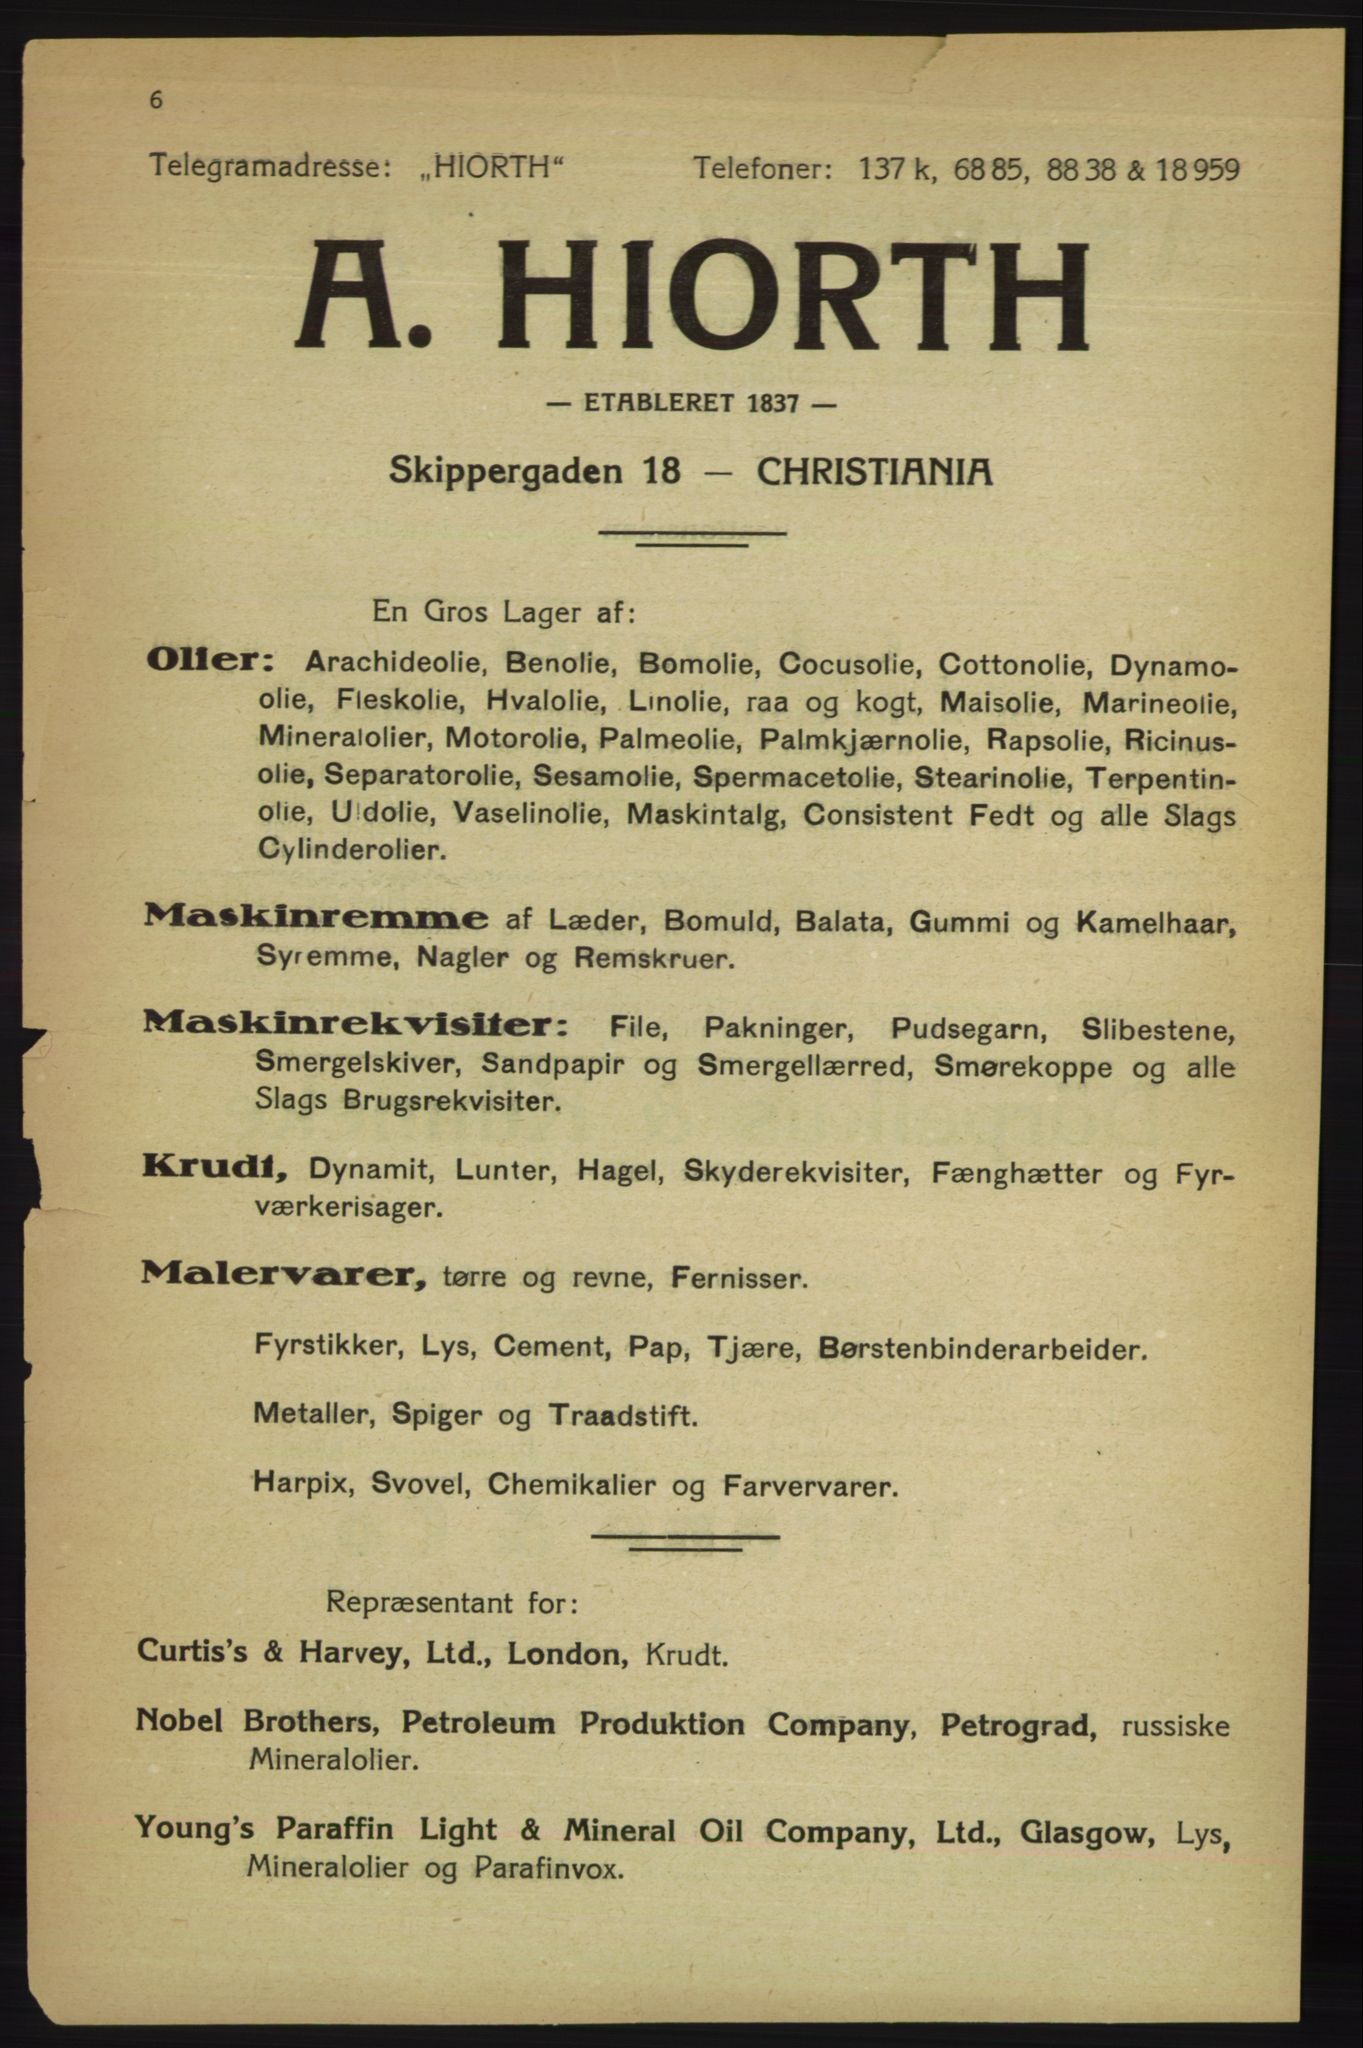 6
Telegramadresse: „HIORTH“ Telefoner: 137 k, 6885, 8838 & 18959
A. HIORTH
— ETABLERET 1837 —
Skippergaden 18 — CHRISTIANIA
En Gros Lager af:
Olier: Arachideolie, Benolie, Bomolie, Cocusolie, Cottonolie, Dynamo-
olie, Fleskolie, Hvalolie, Linolie, raa og kogt, Maisolie, Marineolie,
Mineralolier, Motorolie, Palmeolie, Palmkjærnolie, Rapsolie, Ricinus-
olie, Separatorolie, Sesamolie, Spermacetolie, Stearinolie, Terpentin-
olie, Uldolie, Vaselinolie, Maskintalg, Consistent Fedt og alle Slags
Cylinderolier.
Maskinremme af Læder, Bomuld, Balata, Gummi og Kamelhaar,
Syremme, Nagler og Remskruer.
Maskinrekvisiter: File, Pakninger, Pudsegarn, Slibestene,
Smergelskiver, Sandpapir og Smergellærred, Smørekoppe og alle
Slags Brugsrekvisiter.
Krudt, Dynamit, Lunter, Hagel, Skyderekvisiter, Fænghætter og Fyr-
værkerisager.
Malervarer, tørre og revne, Fernisser.
Fyrstikker, Lys, Cement, Pap, Tjære, Børstenbinderarbeider.
Metaller, Spiger og Traadstift.
Harpix, Svovel, Chemikalier og Farvervarer.
Repræsentant for:
Curtis's & Harvey, Ltd., London, Krudt.
Nobel Brothers, Petroleum Produktion Company, Petrograd, russiske
Mineralolier.
Young's Paraffin Light & Mineral Oil Company, Ltd., Glasgow, Lys,
Mineralolier og Parafinvox.